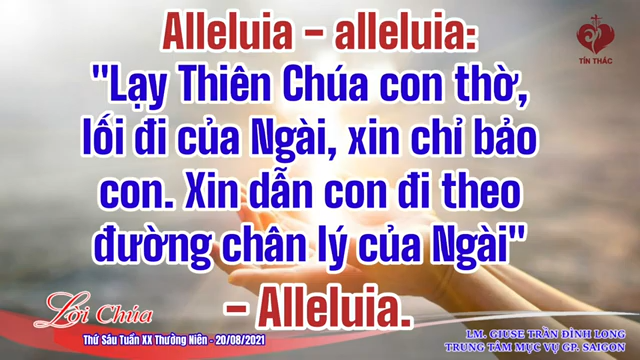 Alleluia - alleluia:
TÍN THÁC
"Lạy Thiên Chúa con thờ,
lối đi của Ngài, xin chỉ bảo
con. Xin dẫn con đi theo
đường chân lý của Ngài"
- Alleluia.
Lời Chúa
Thứ Sáu Tuần XX Thường Niên - 20/08/2021
LM. GIUSE TRẦN ĐÌNH LONG
TRUNG TÂM MỤC VỤ GP. SAIGON